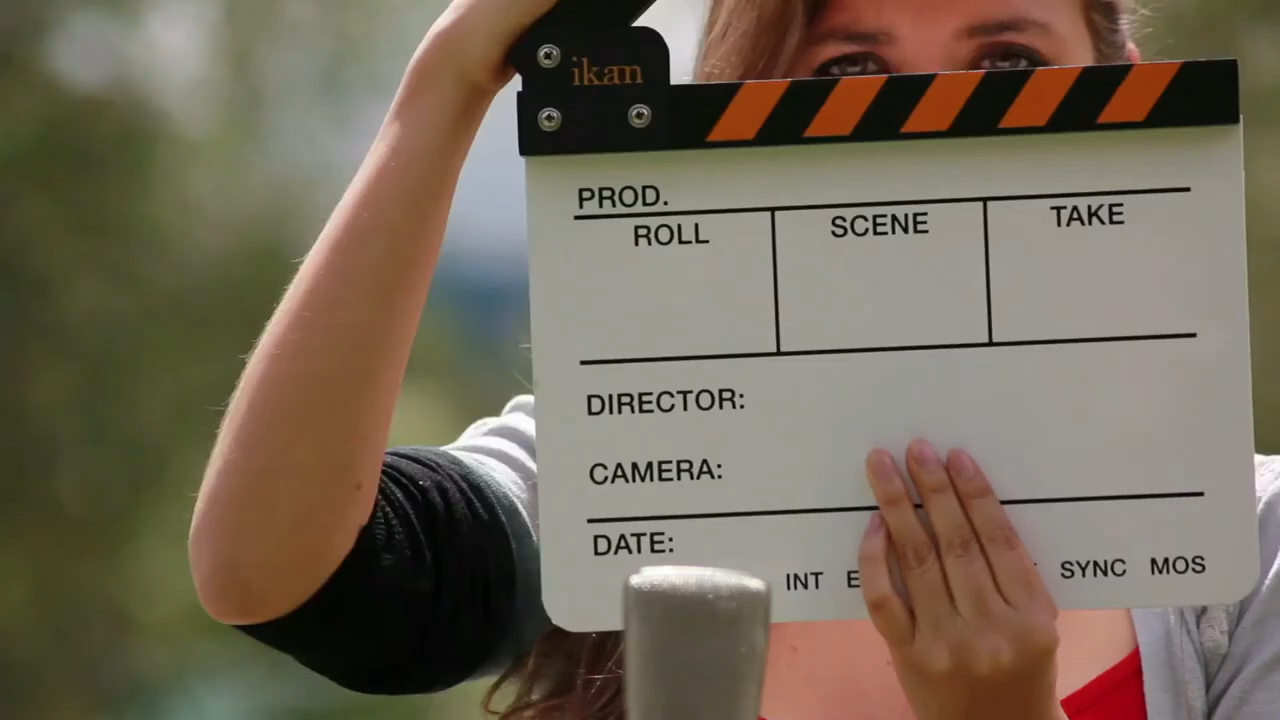 ikan
PROD.
ROLL SCENE TAKE
DIRECTOR:
CAMERA:
DATE:
INT SYNC MOS